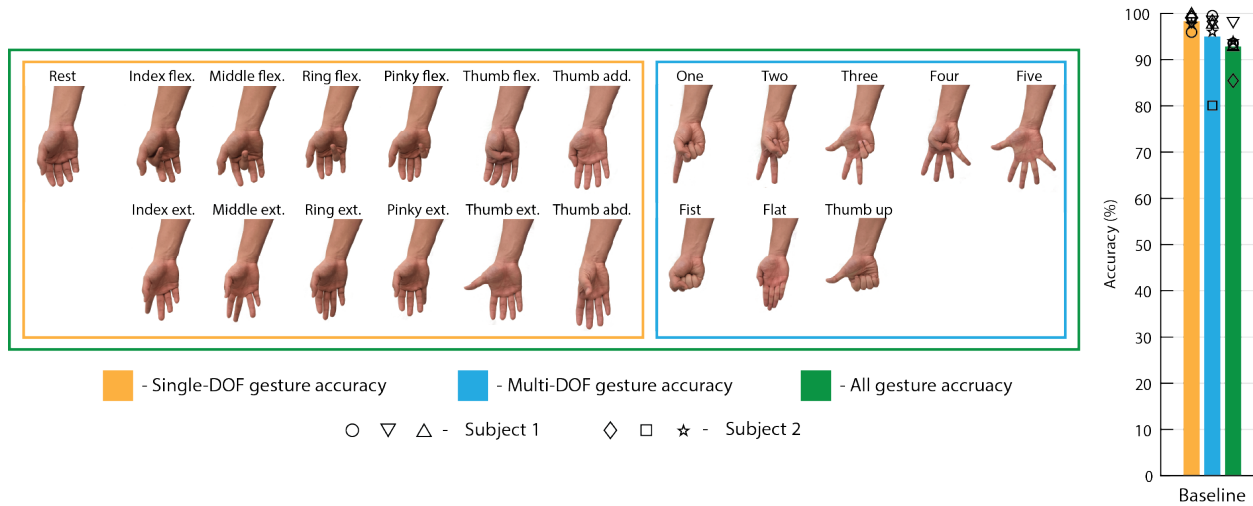 Rest Index flex. Middle flex. Ring flex. Pinky flex. Thumb flex. Thumb add.
Index ext. Middle ext. Ring ext. Pinky ext. Thumb ext. Thumb abd.
One Two Three Four Five
Fist Flat Thumb up
- Single-DOF gesture accuracy
- Multi-DOF gesture accuracy
- All gesture accruacy
- Subject 1
- Subject 2
Accuracy (%)
100
90
80
70
60
50
40
30
20
10
0
Baseline